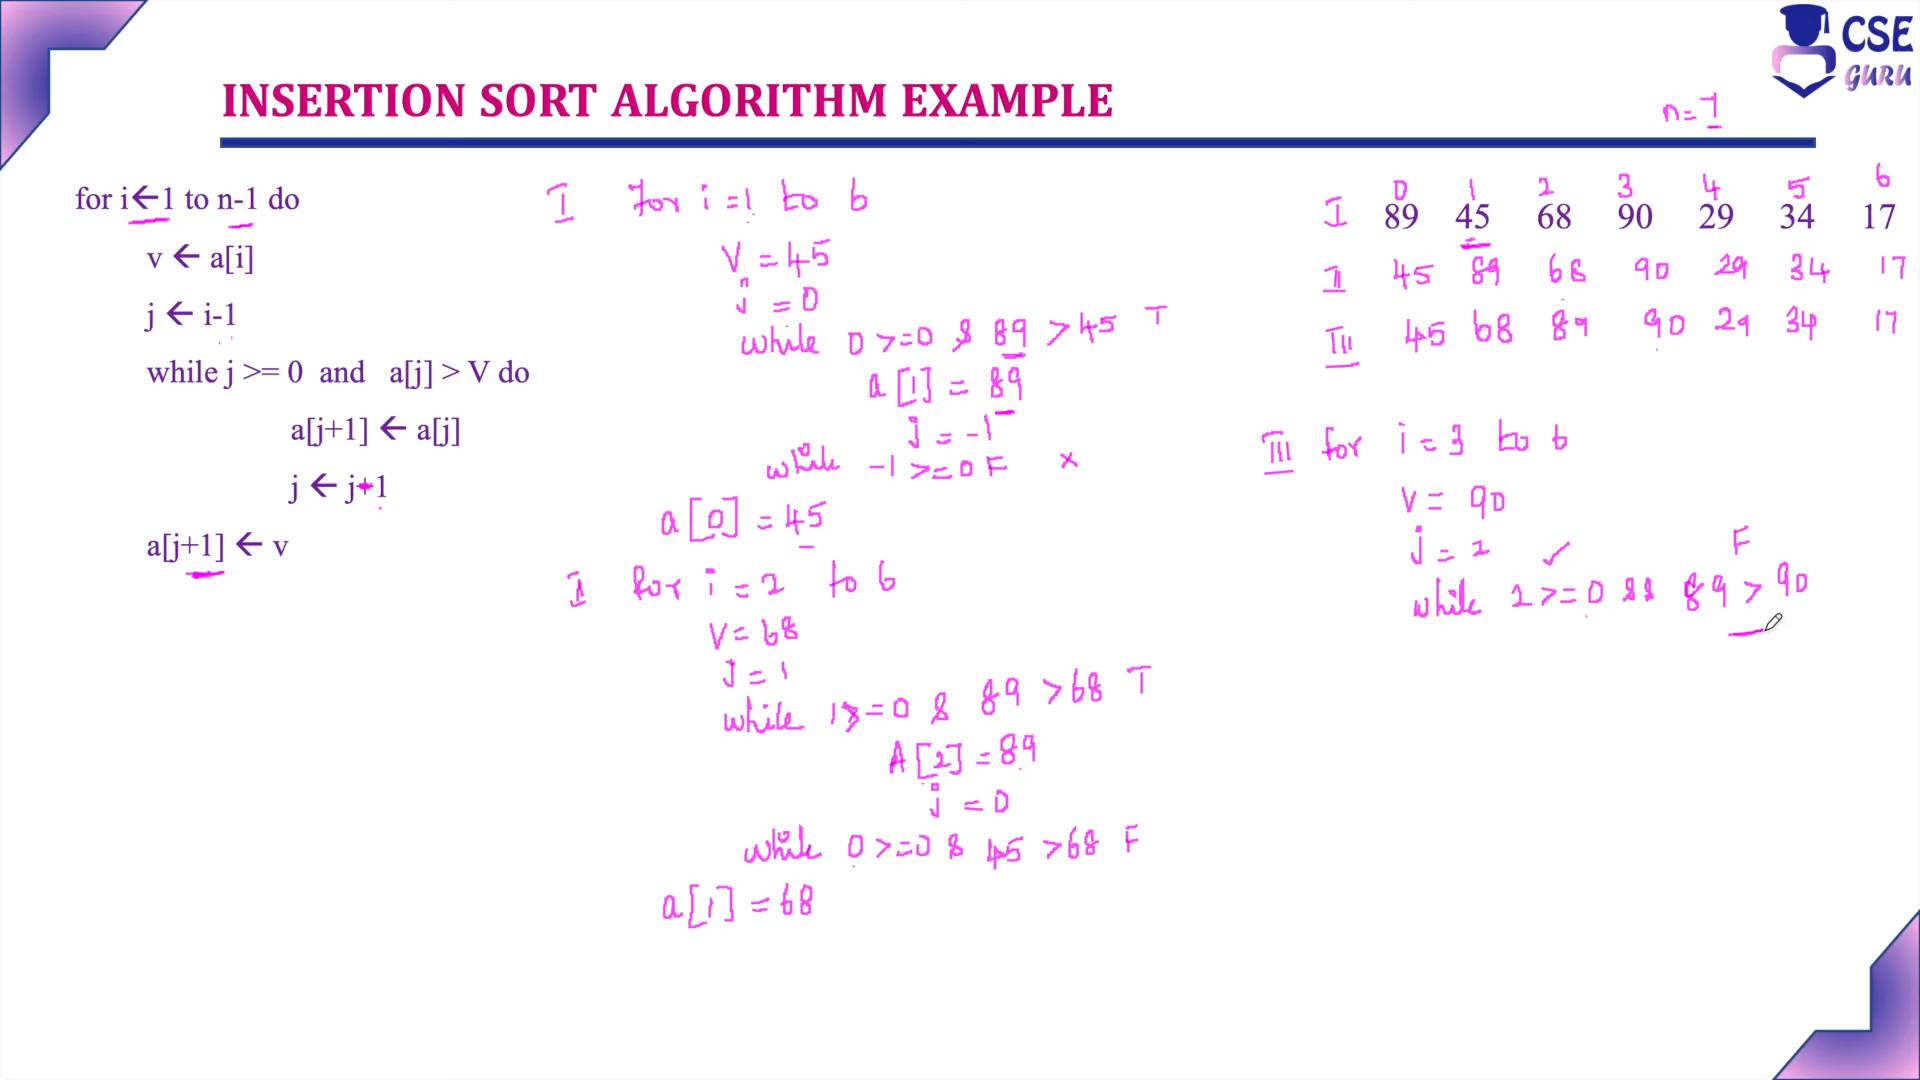 CSE
GURU
INSERTION SORT ALGORITHM EXAMPLE
n=7
for i←1 to n-1 do
v ← a[i]
j ← i-1
while j >= 0 and a[j] > V do
a[j+1] ← a[j]
j ← j+1
a[j+1] ← v
I for i=1 to 6
V=45
j=0
while 0>=0 & 89 >45 T
a[1]=89
j=-1
while -1>=0 F ×
a[0]=45
I for i=2 to 6
V=68
j=1
while 1>=0 & 89 >68 T
A[2]=89
j=0
while 0>=0 & 45 >68 F
a[1]=68
0 1 2 3 4 5 6
I 89 45 68 90 29 34 17
II 45 89 68 90 29 34 17
III 45 68 89 90 29 34 17
III for i=3 to 6
V= 90
j=2 ✓ F
while 2>=0 && 89 > 90